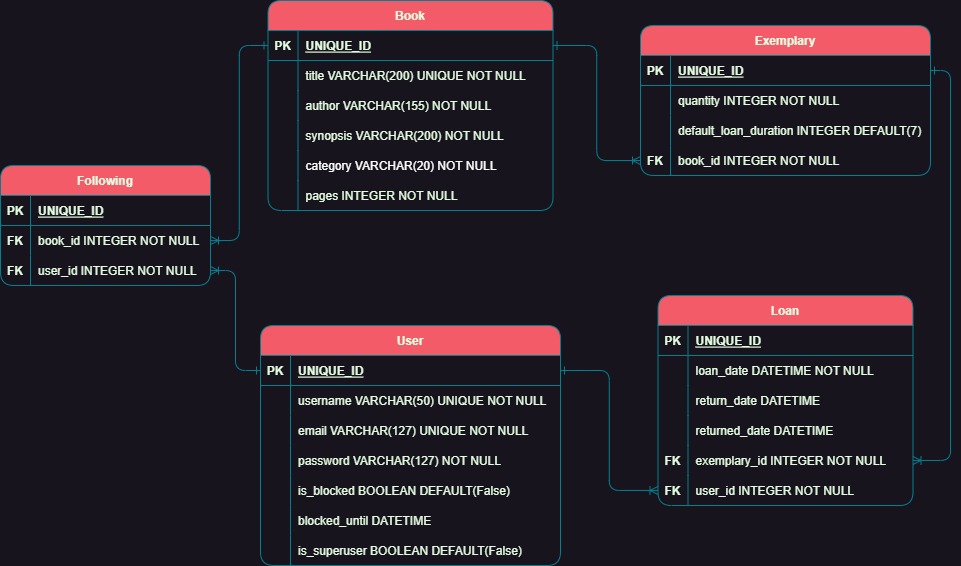 Book
PK UNIQUE_ID
title VARCHAR(200) UNIQUE NOT NULL
author VARCHAR(155) NOT NULL
synopsis VARCHAR(200) NOT NULL
category VARCHAR(20) NOT NULL
pages INTEGER NOT NULL
Exemplary
PK UNIQUE_ID
quantity INTEGER NOT NULL
default_loan_duration INTEGER DEFAULT(7)
FK book_id INTEGER NOT NULL
Following
PK UNIQUE_ID
FK book_id INTEGER NOT NULL
FK user_id INTEGER NOT NULL
User
PK UNIQUE_ID
username VARCHAR(50) UNIQUE NOT NULL
email VARCHAR(127) UNIQUE NOT NULL
password VARCHAR(127) NOT NULL
is_blocked BOOLEAN DEFAULT(False)
blocked_until DATETIME
is_superuser BOOLEAN DEFAULT(False)
Loan
PK UNIQUE_ID
loan_date DATETIME NOT NULL
return_date DATETIME
returned_date DATETIME
FK exemplary_id INTEGER NOT NULL
FK user_id INTEGER NOT NULL